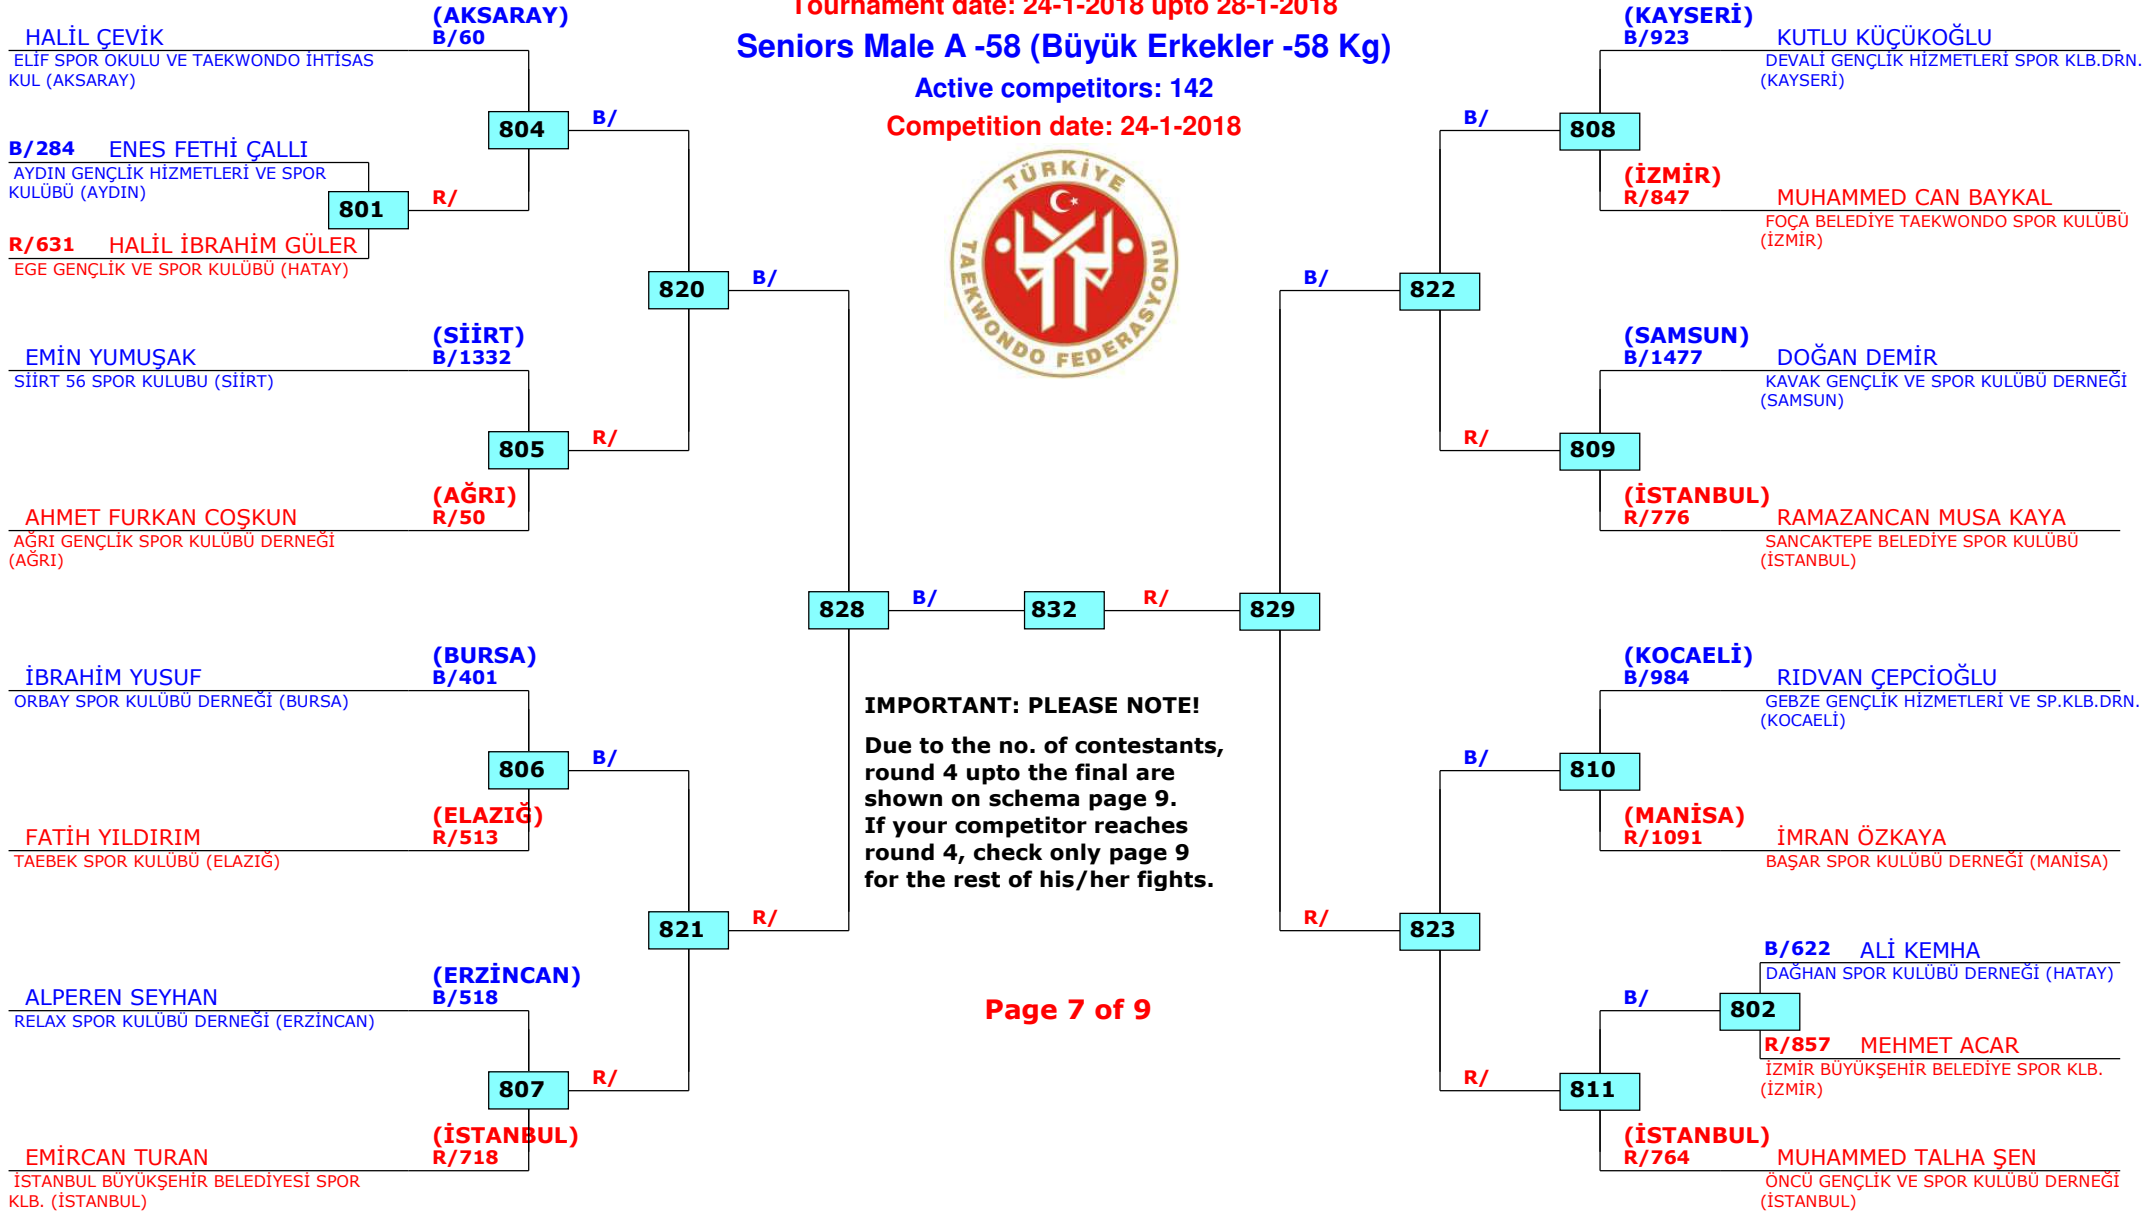 Tournament date: 24-1-2018 upto 28-1-2018
Seniors Male A -58 (Büyük Erkekler -58 Kg)
Active competitors: 142
Competition date: 24-1-2018
TÜRKİYE
TAEKWONDO FEDERASYONU
(AKSARAY)
HALİL ÇEVİK B/60
ELİF SPOR OKULU VE TAEKWONDO İHTİSAS
KUL (AKSARAY)
804 B/
B/284 ENES FETHİ ÇALLI
AYDIN GENÇLİK HİZMETLERİ VE SPOR
KULÜBÜ (AYDIN)
801 R/
R/631 HALİL İBRAHİM GÜLER
EGE GENÇLİK VE SPOR KULÜBÜ (HATAY)
820 B/
(SİİRT)
EMİN YUMUŞAK B/1332
SİİRT 56 SPOR KULUBU (SİİRT)
805 R/
(AĞRI)
AHMET FURKAN COŞKUN R/50
AĞRI GENÇLİK SPOR KULÜBÜ DERNEĞİ
(AĞRI)
828 B/ 832 R/ 829
(BURSA)
İBRAHİM YUSUF B/401
ORBAY SPOR KULÜBÜ DERNEĞİ (BURSA)
806 B/
(ELAZIĞ)
FATİH YILDIRIM R/513
TAEBEK SPOR KULÜBÜ (ELAZIĞ)
821 R/
(ERZİNCAN)
ALPEREN SEYHAN B/518
RELAX SPOR KULÜBÜ DERNEĞİ (ERZİNCAN)
807 R/
(İSTANBUL)
EMİRCAN TURAN R/718
İSTANBUL BÜYÜKŞEHİR BELEDİYESİ SPOR
KLB. (İSTANBUL)
IMPORTANT: PLEASE NOTE!
Due to the no. of contestants,
round 4 upto the final are
shown on schema page 9.
If your competitor reaches
round 4, check only page 9
for the rest of his/her fights.
Page 7 of 9
(KAYSERİ)
B/923 KUTLU KÜÇÜKOĞLU
DEVALİ GENÇLİK HİZMETLERİ SPOR KLB.DRN.
(KAYSERİ)
B/ 808
(İZMİR)
R/847 MUHAMMED CAN BAYKAL
FOÇA BELEDİYE TAEKWONDO SPOR KULÜBÜ
(İZMİR)
B/ 822
(SAMSUN)
B/1477 DOĞAN DEMİR
KAVAK GENÇLİK VE SPOR KULÜBÜ DERNEĞİ
(SAMSUN)
R/ 809
(İSTANBUL)
R/776 RAMAZANCAN MUSA KAYA
SANCAKTEPE BELEDİYE SPOR KULÜBÜ
(İSTANBUL)
(KOCAELİ)
B/984 RIDVAN ÇEPCİOĞLU
GEBZE GENÇLİK HİZMETLERİ VE SP.KLB.DRN.
(KOCAELİ)
B/ 810
(MANİSA)
R/1091 İMRAN ÖZKAYA
BAŞAR SPOR KULÜBÜ DERNEĞİ (MANİSA)
R/ 823
B/622 ALİ KEMHA
DAĞHAN SPOR KULÜBÜ DERNEĞİ (HATAY)
B/ 802
R/857 MEHMET ACAR
İZMİR BÜYÜKŞEHİR BELEDİYE SPOR KLB.
(İZMİR)
R/ 811
(İSTANBUL)
R/764 MUHAMMED TALHA ŞEN
ÖNCÜ GENÇLİK VE SPOR KULÜBÜ DERNEĞİ
(İSTANBUL)